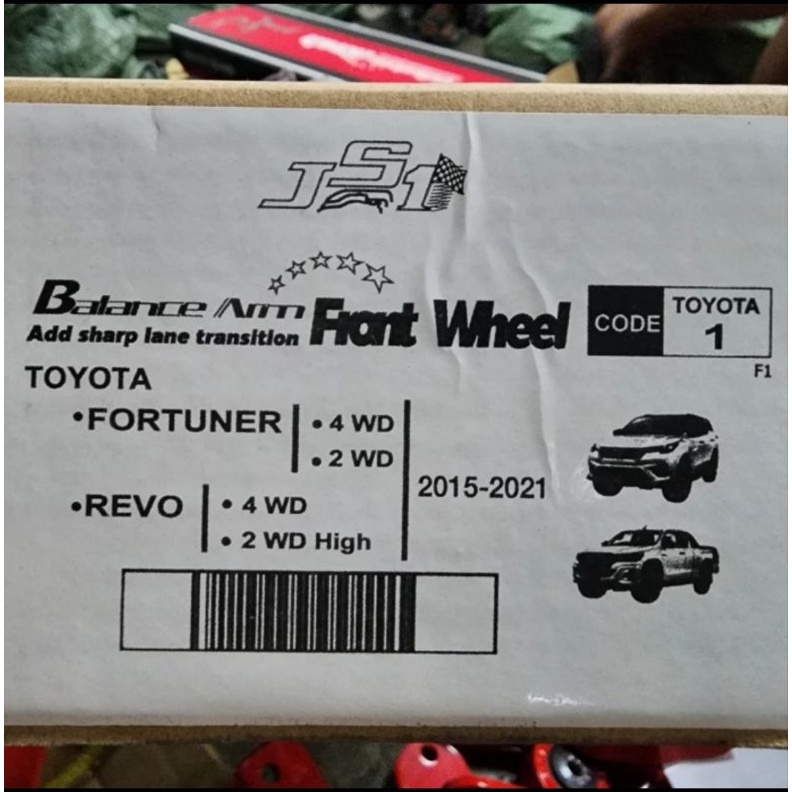 JS1
Balance Arm Front Wheel
Add sharp lane transition
CODE TOYOTA 1
F1
TOYOTA
•FORTUNER • 4 WD
• 2 WD
2015-2021
•REVO • 4 WD
• 2 WD High